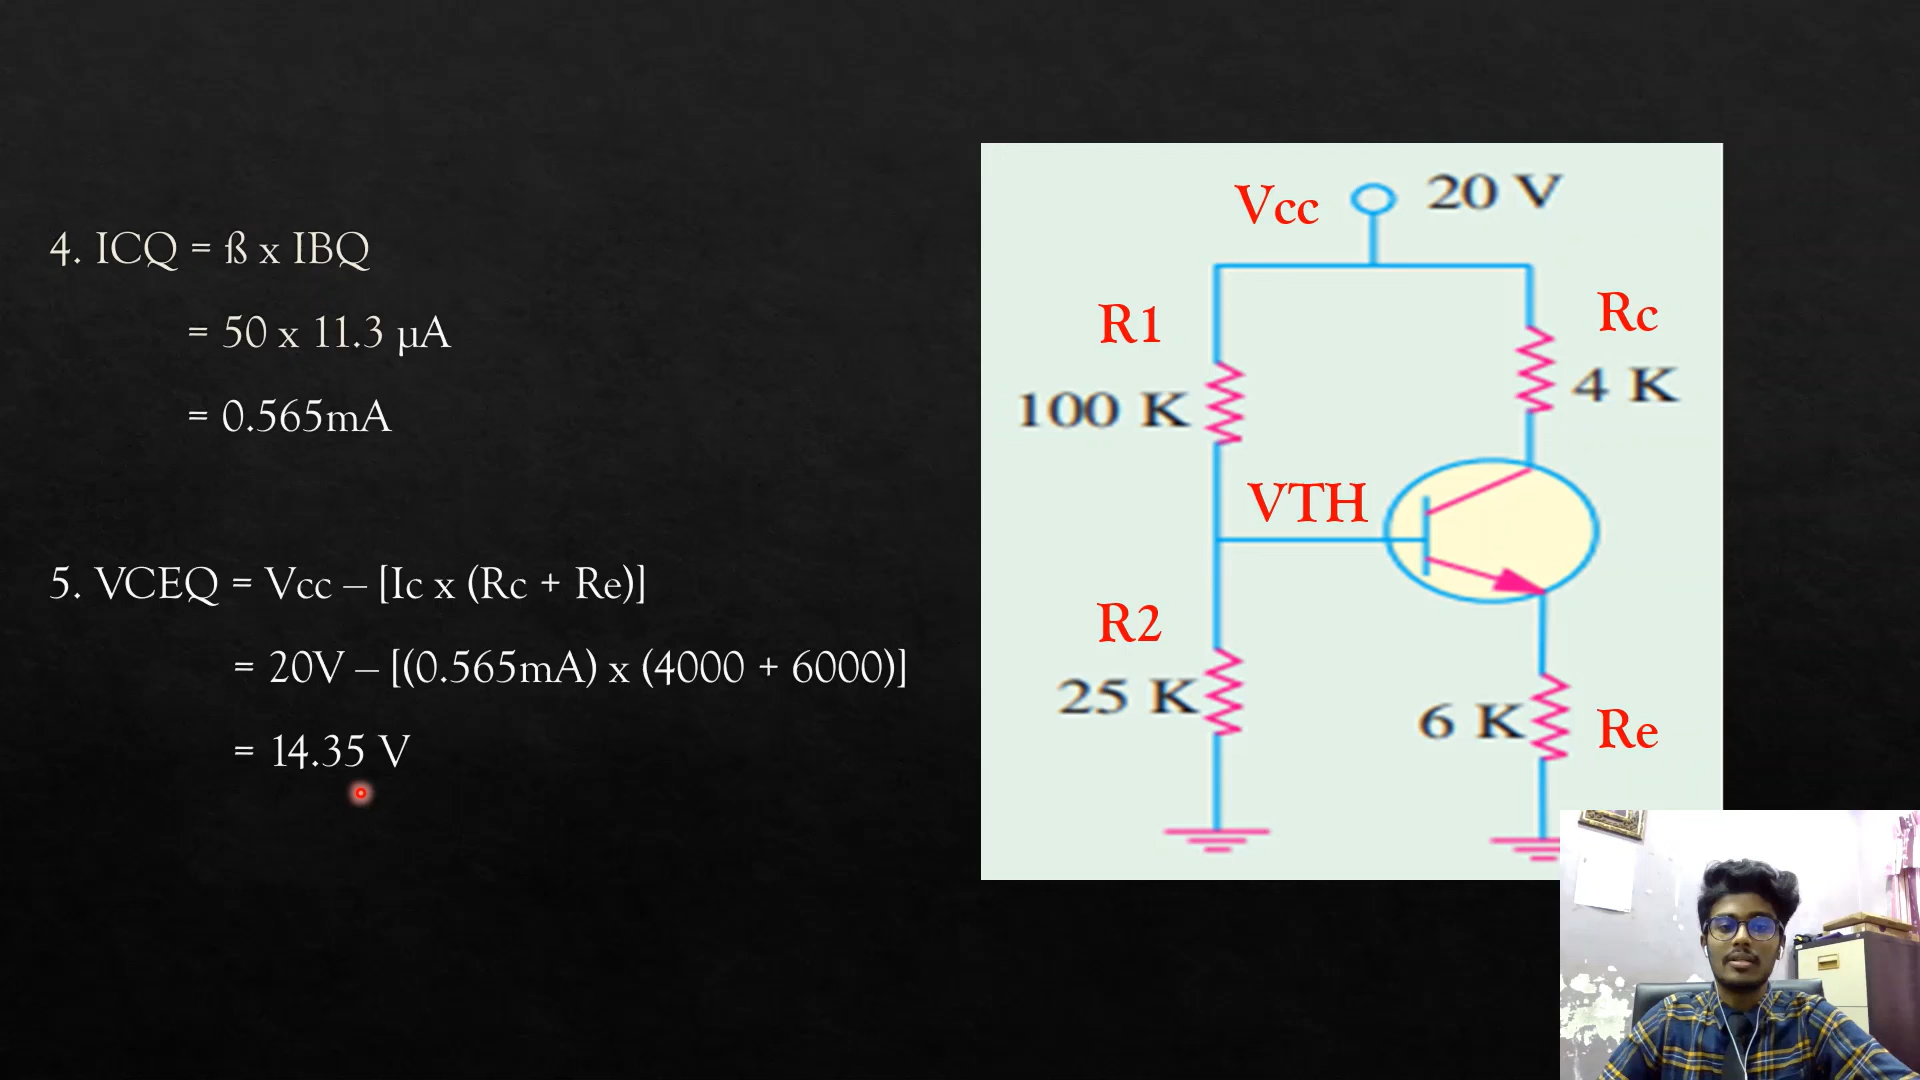 4. ICQ = ß x IBQ
= 50 x 11.3 µA
= 0.565mA
5. VCEQ = Vcc – [Ic x (Rc + Re)]
= 20V – [(0.565mA) x (4000 + 6000)]
= 14.35 V
Vcc
20 V
R1
100 K
Rc
4 K
VTH
R2
25 K
6 K
Re